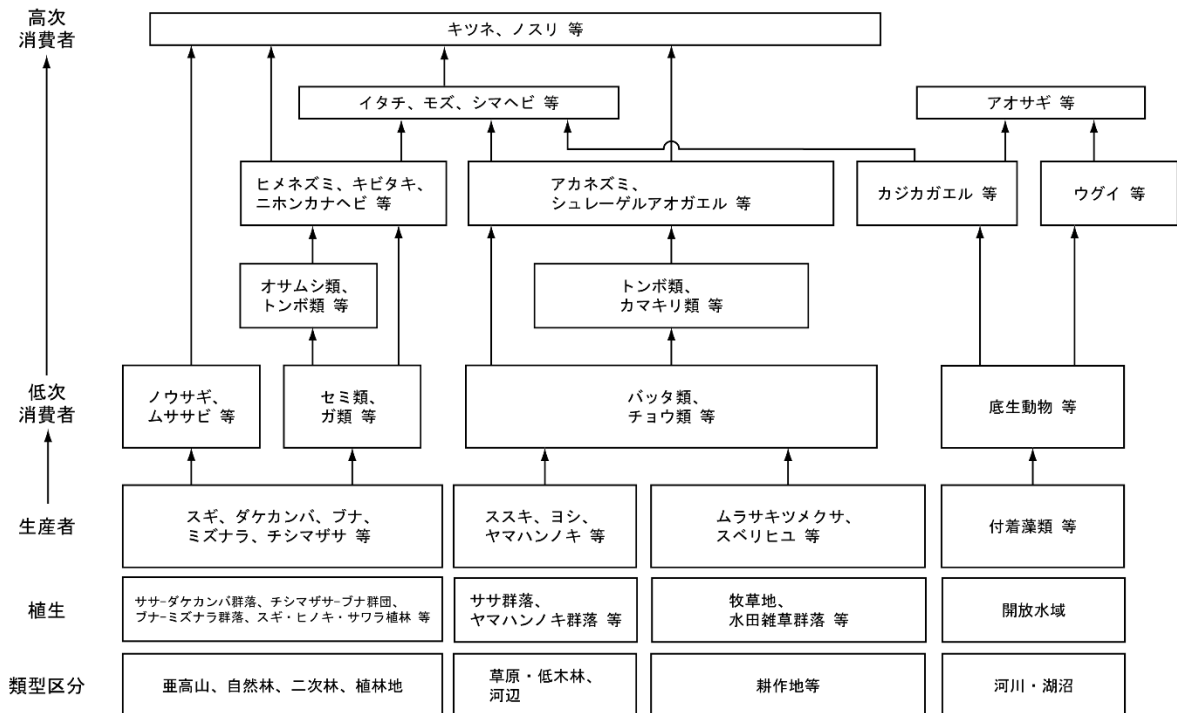 高次
消費者
キツネ、ノスリ 等
イタチ、モズ、シマヘビ 等
アオサギ 等
ヒメネズミ、キビタキ、
ニホンカナヘビ 等
アカネズミ、
シュレーゲルアオガエル 等
カジカガエル 等
ウグイ 等
オサムシ類、
トンボ類 等
トンボ類、
カマキリ類 等
低次
消費者
ノウサギ、
ムササビ 等
セミ類、
ガ類 等
バッタ類、
チョウ類 等
底生動物 等
生産者
スギ、ダケカンバ、ブナ、
ミズナラ、チシマザサ 等
ススキ、ヨシ、
ヤマハンノキ 等
ムラサキツメクサ、
スベリヒユ 等
付着藻類 等
植生
ササ−ダケカンバ群落、チシマザサ−ブナ群団、
ブナ−ミズナラ群落、スギ・ヒノキ・サワラ植林 等
ササ群落、
ヤマハンノキ群落 等
牧草地、
水田雑草群落 等
開放水域
類型区分
亜高山、自然林、二次林、植林地
草原・低木林、
河辺
耕作地等
河川・湖沼